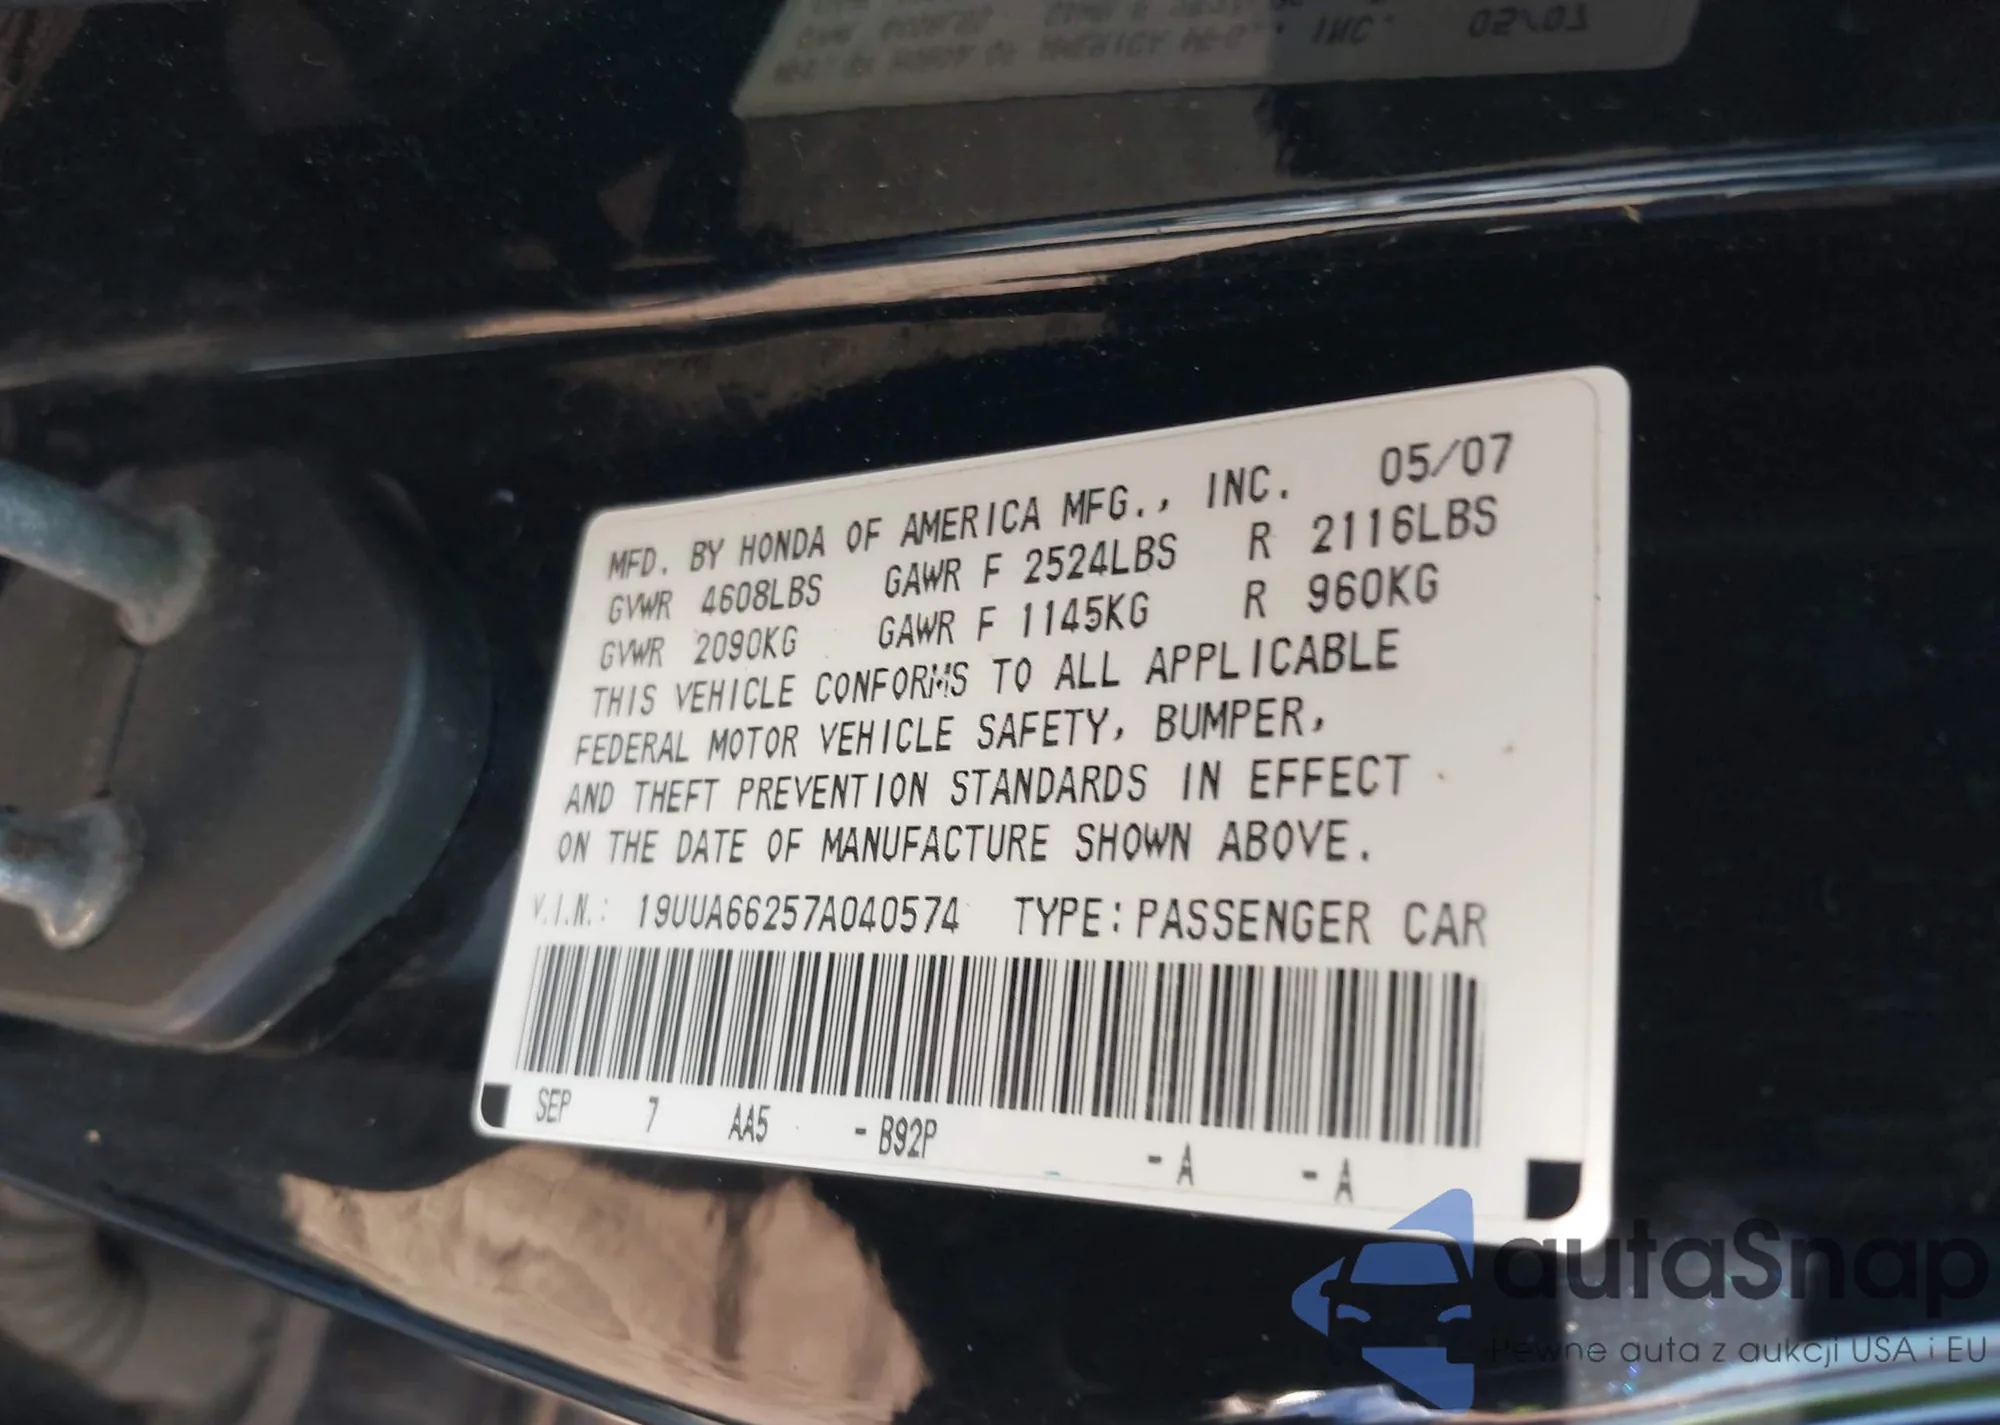 MFD. BY HONDA OF AMERICA MFG., INC. 05/07
GVWR 4608LBS GAWR F 2524LBS R 2116LBS
GVWR 2090KG GAWR F 1145KG R 960KG
THIS VEHICLE CONFORMS TO ALL APPLICABLE
FEDERAL MOTOR VEHICLE SAFETY, BUMPER,
AND THEFT PREVENTION STANDARDS IN EFFECT
ON THE DATE OF MANUFACTURE SHOWN ABOVE.
V.I.N.: 19UUA66257A040574 TYPE:PASSENGER CAR
SEP 7 AA5 -B92P -A -A
autaSnap
Pewne auta z aukcji USA i EU